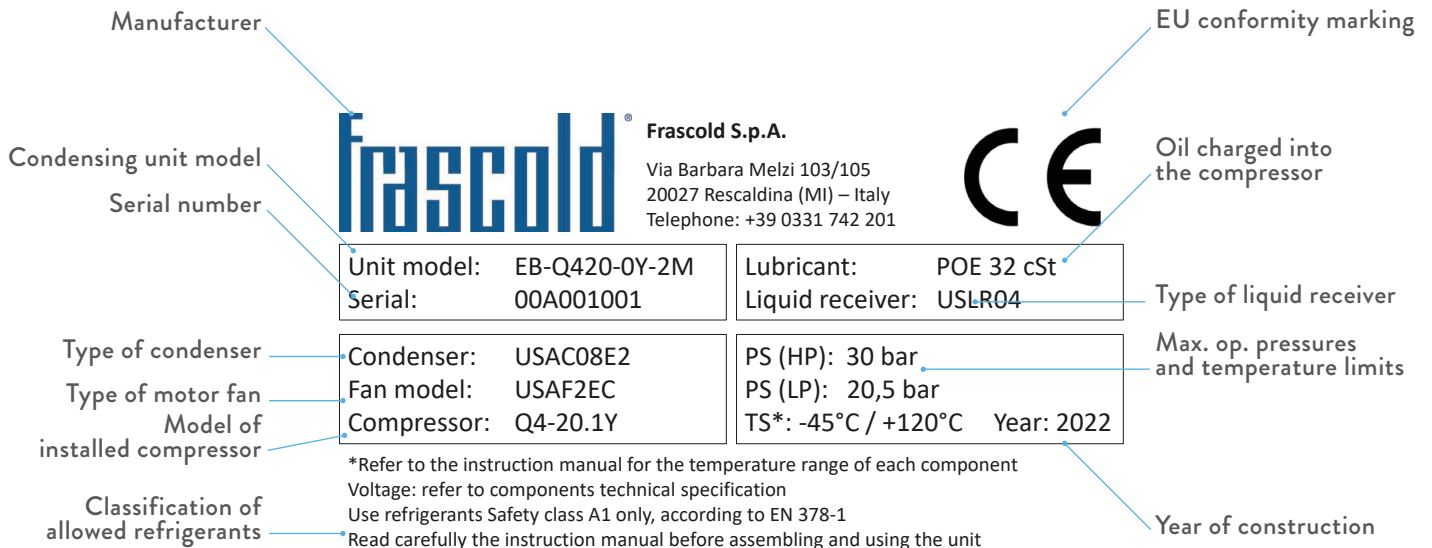 Manufacturer
EU conformity marking
frascold®
Frascold S.p.A.
Via Barbara Melzi 103/105
20027 Rescaldina (MI) – Italy
Telephone: +39 0331 742 201
CE
Condensing unit model
Serial number
Oil charged into
the compressor
Unit model: EB-Q420-0Y-2M
Serial: 00A001001
Lubricant: POE 32 cSt
Liquid receiver: USLR04
Type of liquid receiver
Type of condenser
Type of motor fan
Model of
installed compressor
Condenser: USAC08E2
Fan model: USAF2EC
Compressor: Q4-20.1Y
PS (HP): 30 bar
PS (LP): 20,5 bar
TS*: -45°C / +120°C Year: 2022
Max. op. pressures
and temperature limits
*Refer to the instruction manual for the temperature range of each component
Voltage: refer to components technical specification
Use refrigerants Safety class A1 only, according to EN 378-1
Read carefully the instruction manual before assembling and using the unit
Classification of
allowed refrigerants
Year of construction